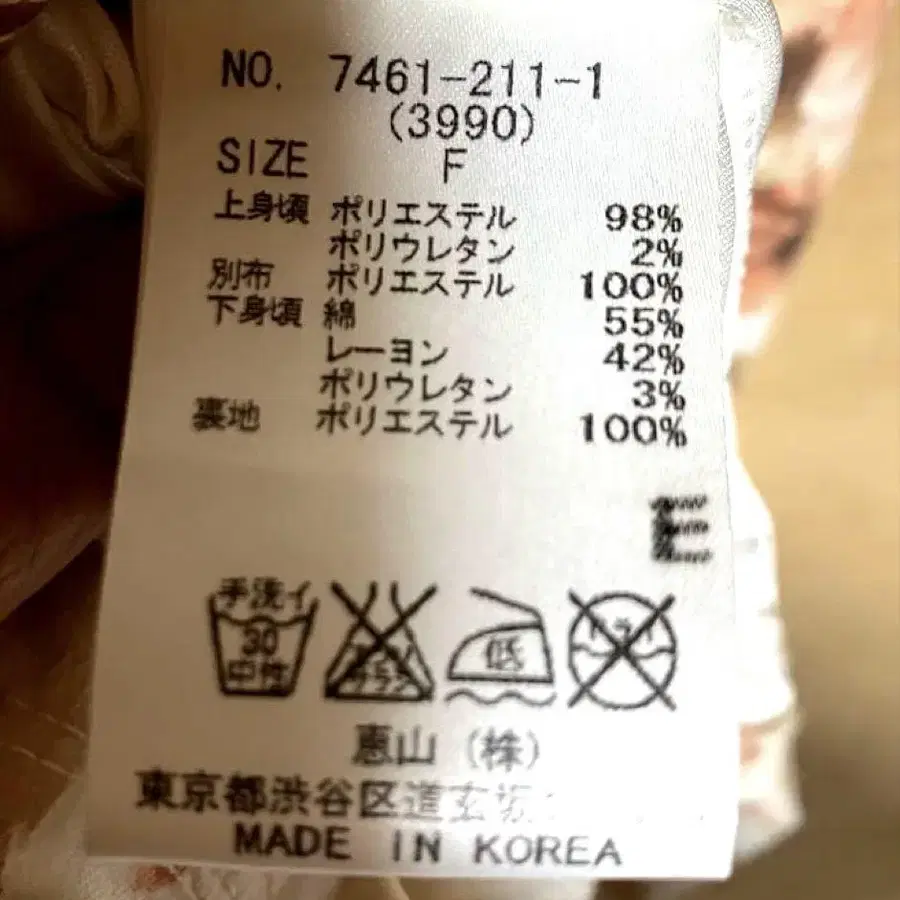 NO. 7461-211-1
(3990)
SIZE F
上身頃 ポリエステル 98%
ポリウレタン 2%
別布 ポリエステル 100%
下身頃 綿 55%
レーヨン 42%
ポリウレタン 3%
裏地 ポリエステル 100%
E
手洗イ
30
中性
低
ドライ
恵山(株)
東京都渋谷区道玄坂
MADE IN KOREA